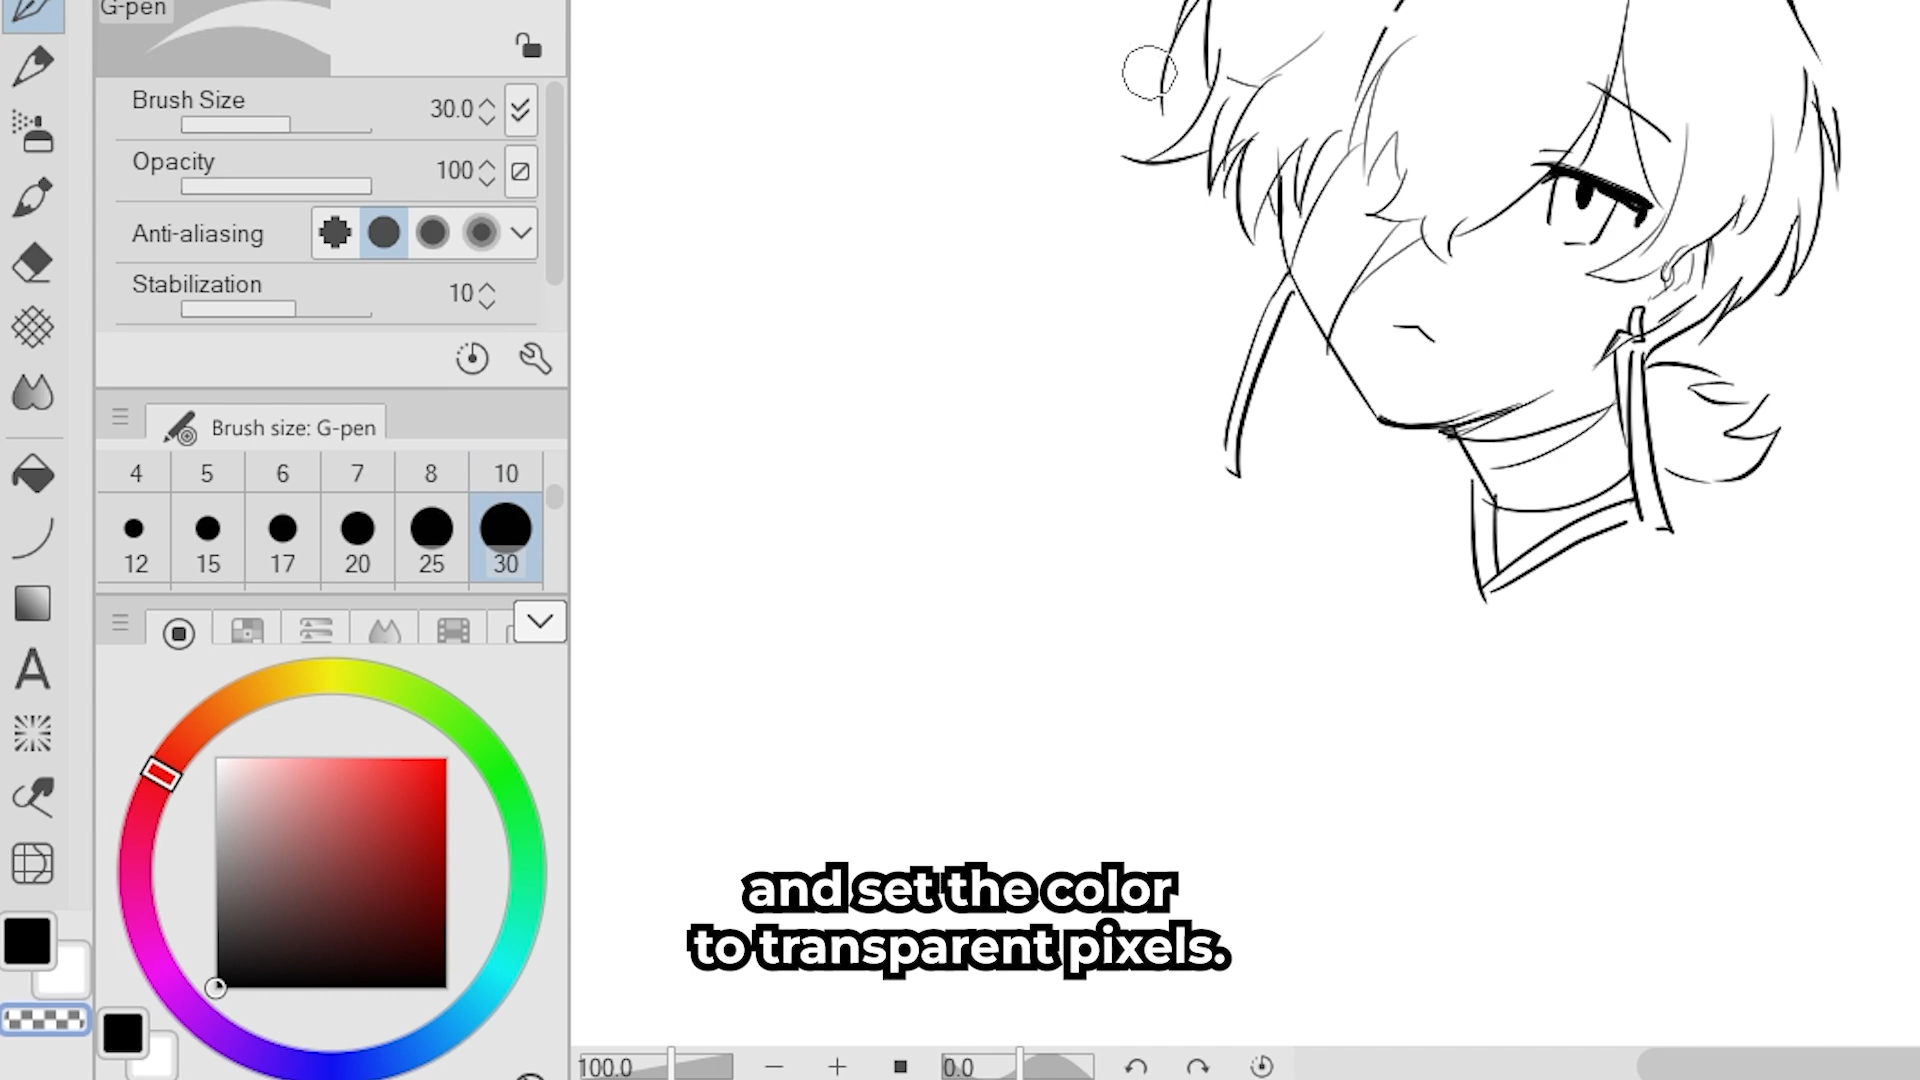 G-pen
Brush Size 30.0
Opacity 100
Anti-aliasing
Stabilization 10
Brush size: G-pen
4 5 6 7 8 10
12 15 17 20 25 30
A
and set the color
to transparent pixels.
100.0 0.0